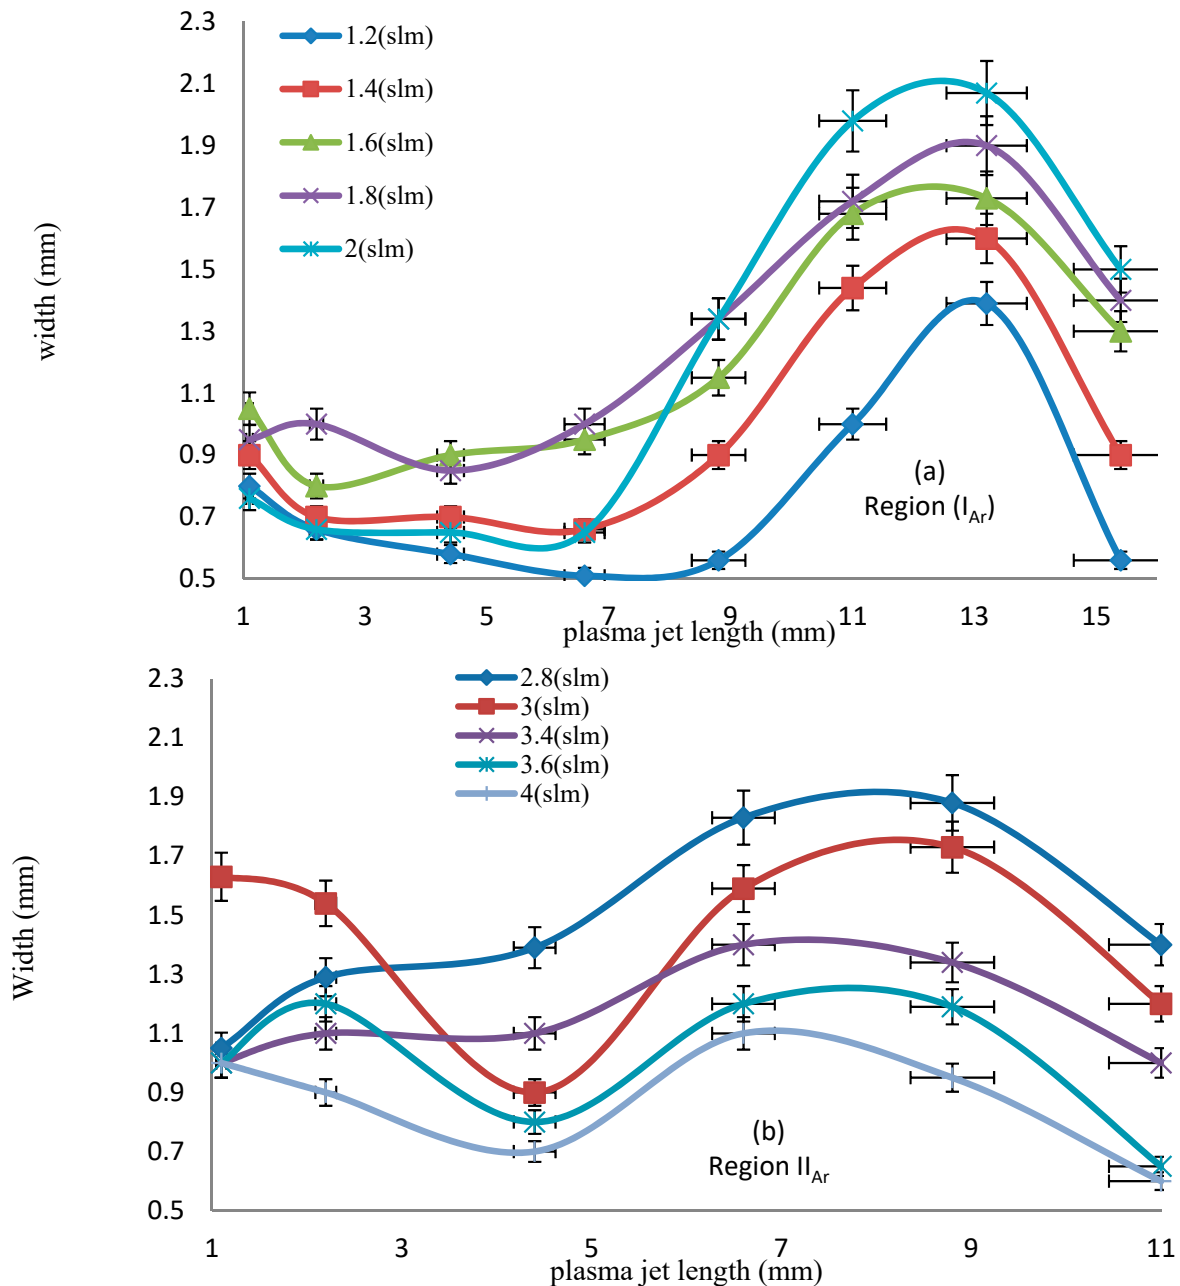 2.3
2.1
1.9
1.7
1.5
1.3
1.1
0.9
0.7
0.5
width (mm)
1.2(slm)
1.4(slm)
1.6(slm)
1.8(slm)
2(slm)
(a)
Region (I_Ar)
1 3 5 7 9 11 13 15
plasma jet length (mm)
2.3
2.1
1.9
1.7
1.5
1.3
1.1
0.9
0.7
0.5
Width (mm)
2.8(slm)
3(slm)
3.4(slm)
3.6(slm)
4(slm)
(b)
Region II_Ar
1 3 5 7 9 11
plasma jet length (mm)